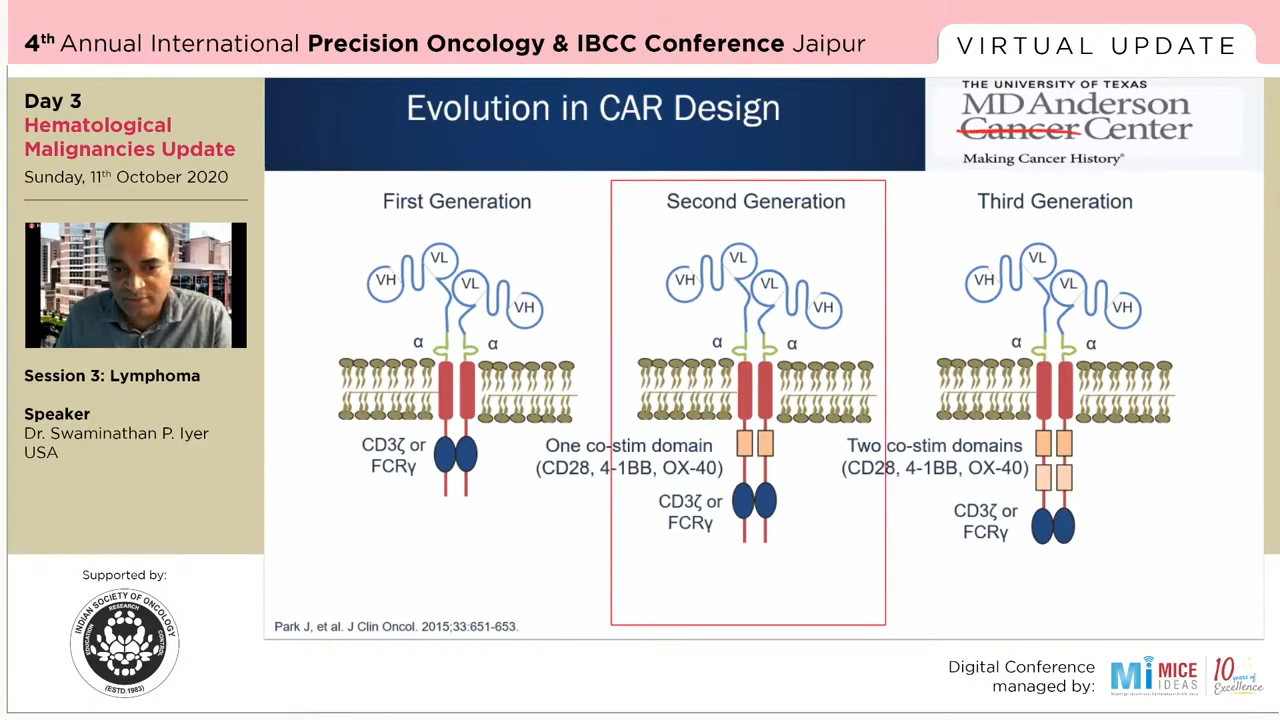 4th Annual International Precision Oncology & IBCC Conference Jaipur
VIRTUAL UPDATE
Day 3
Hematological
Malignancies Update
Sunday, 11th October 2020
Session 3: Lymphoma
Speaker
Dr. Swaminathan P. Iyer
USA
Supported by:
INDIAN SOCIETY OF ONCOLOGY
EDUCATION
RESEARCH
CONTROL
(ESTD.1983)
Evolution in CAR Design
THE UNIVERSITY OF TEXAS
MD Anderson
Cancer Center
Making Cancer History®
First Generation
VH
VL
VL
VH
α
α
CD3ζ or
FCRγ
Second Generation
VH
VL
VL
VH
α
α
One co-stim domain
(CD28, 4-1BB, OX-40)
CD3ζ or
FCRγ
Third Generation
VH
VL
VL
VH
α
α
Two co-stim domains
(CD28, 4-1BB, OX-40)
CD3ζ or
FCRγ
Park J, et al. J Clin Oncol. 2015;33:651-653.
Digital Conference
managed by:
Mi MICE
IDEAS
10 years of
Excellence